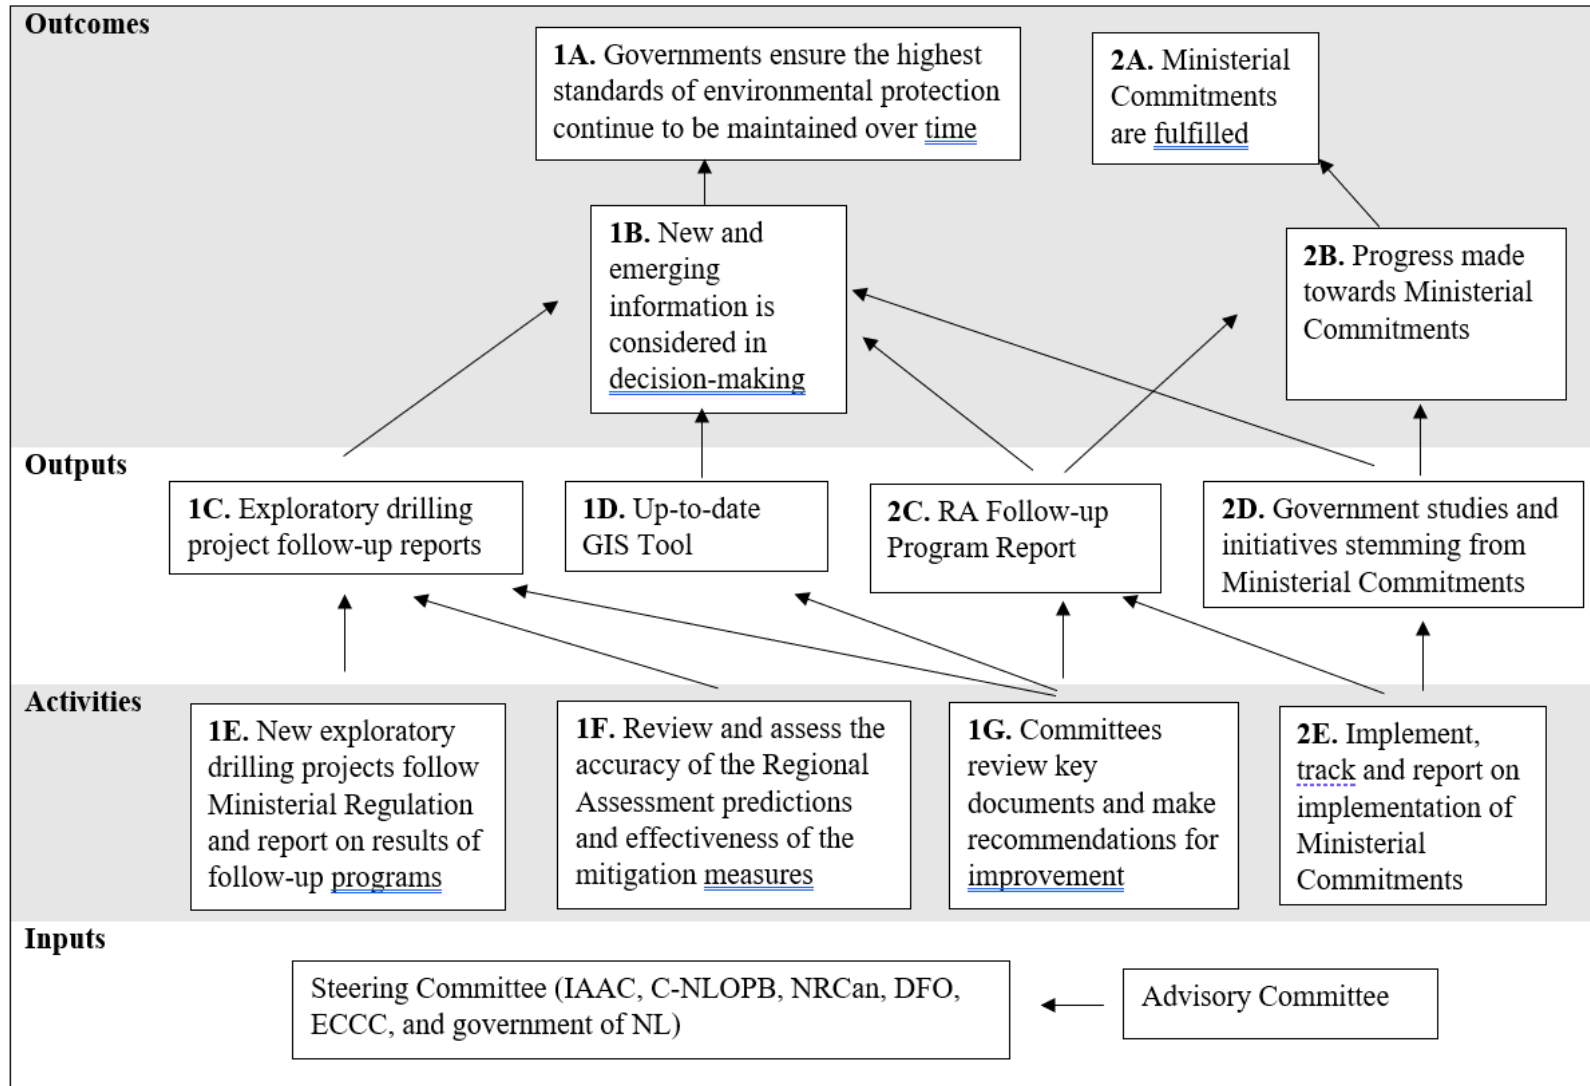 Outcomes
1A. Governments ensure the highest
standards of environmental protection
continue to be maintained over time
2A. Ministerial
Commitments
are fulfilled
1B. New and
emerging
information is
considered in
decision-making
2B. Progress made
towards Ministerial
Commitments
Outputs
1C. Exploratory drilling
project follow-up reports
1D. Up-to-date
GIS Tool
2C. RA Follow-up
Program Report
2D. Government studies and
initiatives stemming from
Ministerial Commitments
Activities
1E. New exploratory
drilling projects follow
Ministerial Regulation
and report on results of
follow-up programs
1F. Review and assess the
accuracy of the Regional
Assessment predictions
and effectiveness of the
mitigation measures
1G. Committees
review key
documents and make
recommendations for
improvement
2E. Implement,
track and report on
implementation of
Ministerial
Commitments
Inputs
Steering Committee (IAAC, C-NLOPB, NRCan, DFO,
ECCC, and government of NL)
Advisory Committee